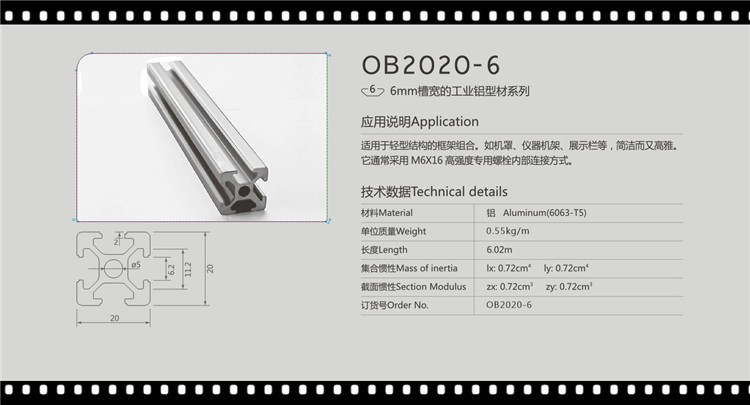 OB2020-6
6 6mm槽宽的工业铝型材系列
应用说明Application
适用于轻型结构的框架组合。如机罩、仪器机架、展示栏等，简洁而又高雅。
它通常采用 M6X16 高强度专用螺栓内部连接方式。
技术数据Technical details
材料Material 铝 Aluminum(6063-T5)
单位质量Weight 0.55kg/m
长度Length 6.02m
集合惯性Mass of inertia lx: 0.72cm⁴ ly: 0.72cm⁴
截面惯性Section Modulus zx: 0.72cm³ zy: 0.72cm³
订货号Order No. OB2020-6
2
ø5
6.2
11.2
20
20